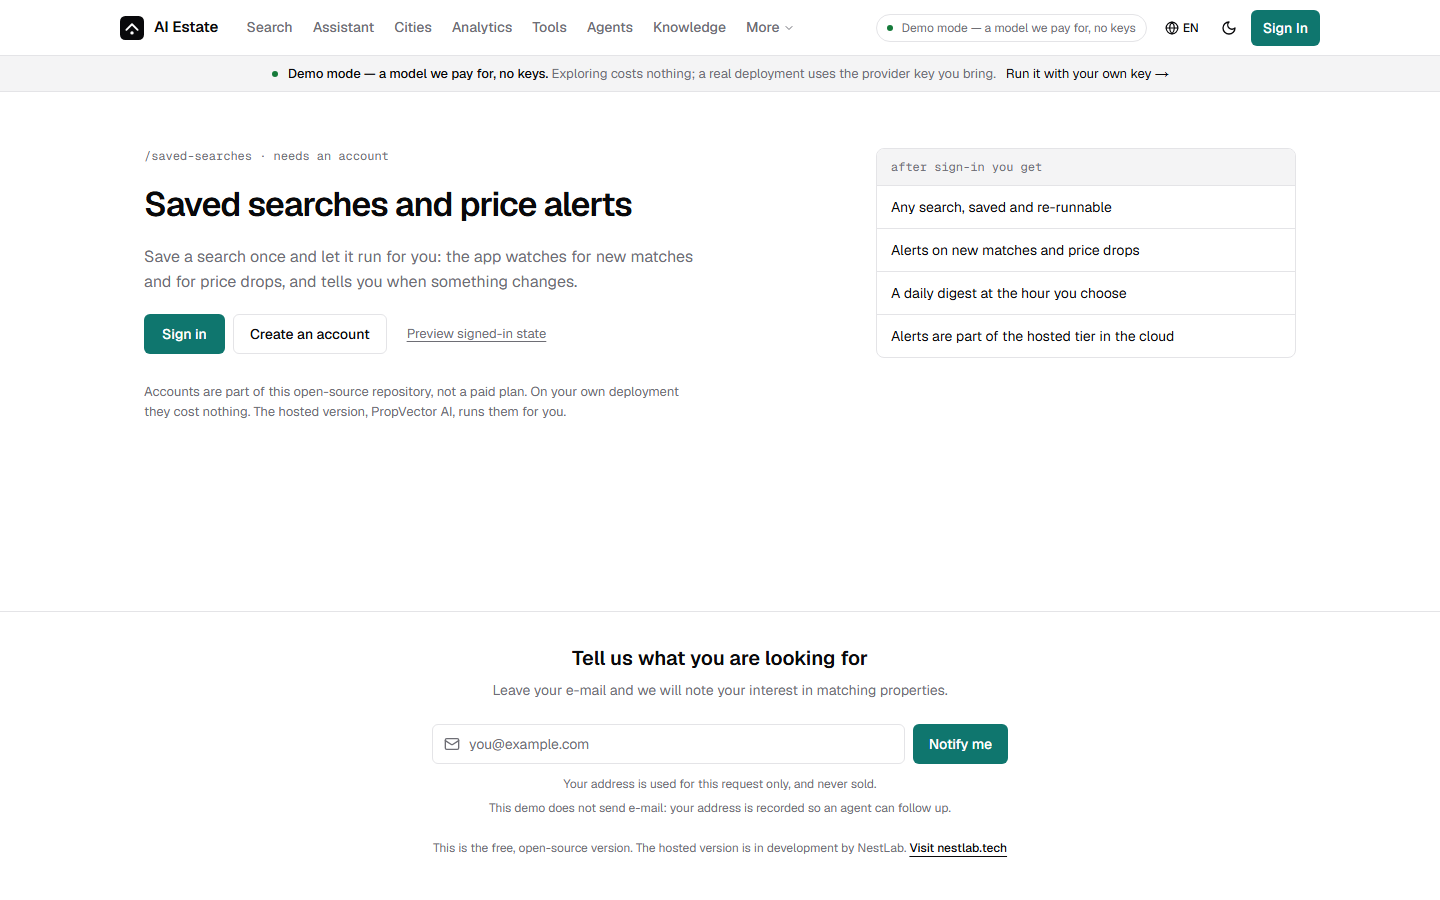 AI Estate
Search
Assistant
Cities
Analytics
Tools
Agents
Knowledge
More
Demo mode — a model we pay for, no keys
EN
Sign In
Demo mode — a model we pay for, no keys. Exploring costs nothing; a real deployment uses the provider key you bring. Run it with your own key →
/saved-searches · needs an account
Saved searches and price alerts
Save a search once and let it run for you: the app watches for new matches
and for price drops, and tells you when something changes.
Sign in
Create an account
Preview signed-in state
Accounts are part of this open-source repository, not a paid plan. On your own deployment
they cost nothing. The hosted version, PropVector AI, runs them for you.
after sign-in you get
Any search, saved and re-runnable
Alerts on new matches and price drops
A daily digest at the hour you choose
Alerts are part of the hosted tier in the cloud
Tell us what you are looking for
Leave your e-mail and we will note your interest in matching properties.
you@example.com
Notify me
Your address is used for this request only, and never sold.
This demo does not send e-mail: your address is recorded so an agent can follow up.
This is the free, open-source version. The hosted version is in development by NestLab. Visit nestlab.tech